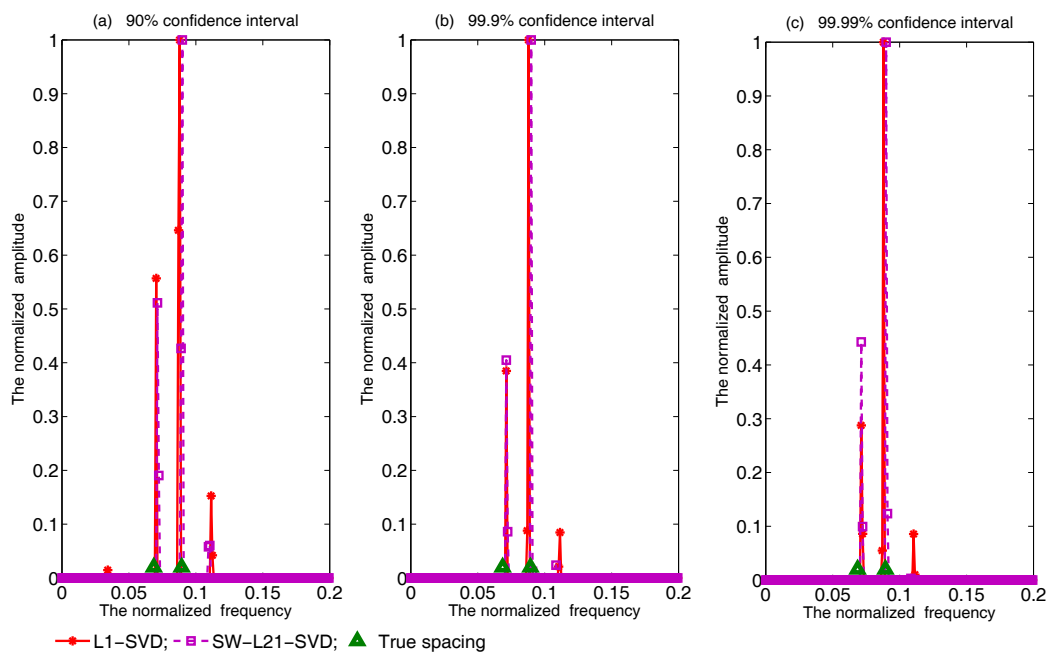 (a) 90% confidence interval
(b) 99.9% confidence interval
(c) 99.99% confidence interval
The normalized amplitude
1
0.9
0.8
0.7
0.6
0.5
0.4
0.3
0.2
0.1
0
0 0.05 0.1 0.15 0.2
The normalized frequency
The normalized amplitude
1
0.9
0.8
0.7
0.6
0.5
0.4
0.3
0.2
0.1
0
0 0.05 0.1 0.15 0.2
The normalized frequency
The normalized amplitude
1
0.9
0.8
0.7
0.6
0.5
0.4
0.3
0.2
0.1
0
0 0.05 0.1 0.15 0.2
The normalized frequency
L1−SVD; SW−L21−SVD; True spacing